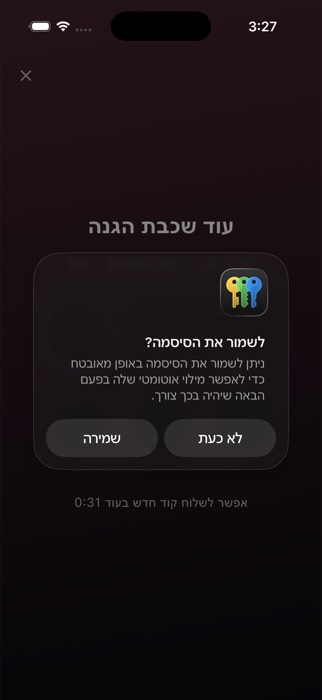 3:27
עוד שכבת הגנה
לשמור את הסיסמה?
ניתן לשמור את הסיסמה באופן מאובטח
כדי לאפשר מילוי אוטומטי שלה בפעם
הבאה שיהיה בכך צורך.
לא כעת
שמירה
אפשר לשלוח קוד חדש בעוד 0:31